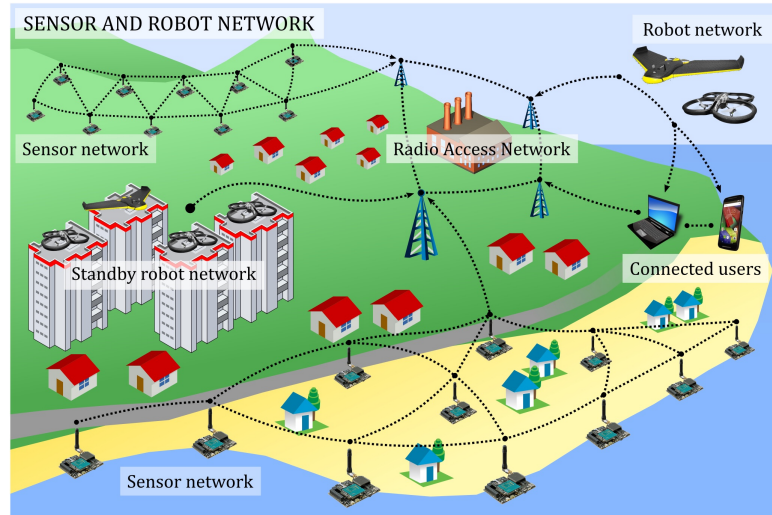 SENSOR AND ROBOT NETWORK
Robot network
Sensor network
Radio Access Network
Standby robot network
Connected users
Sensor network